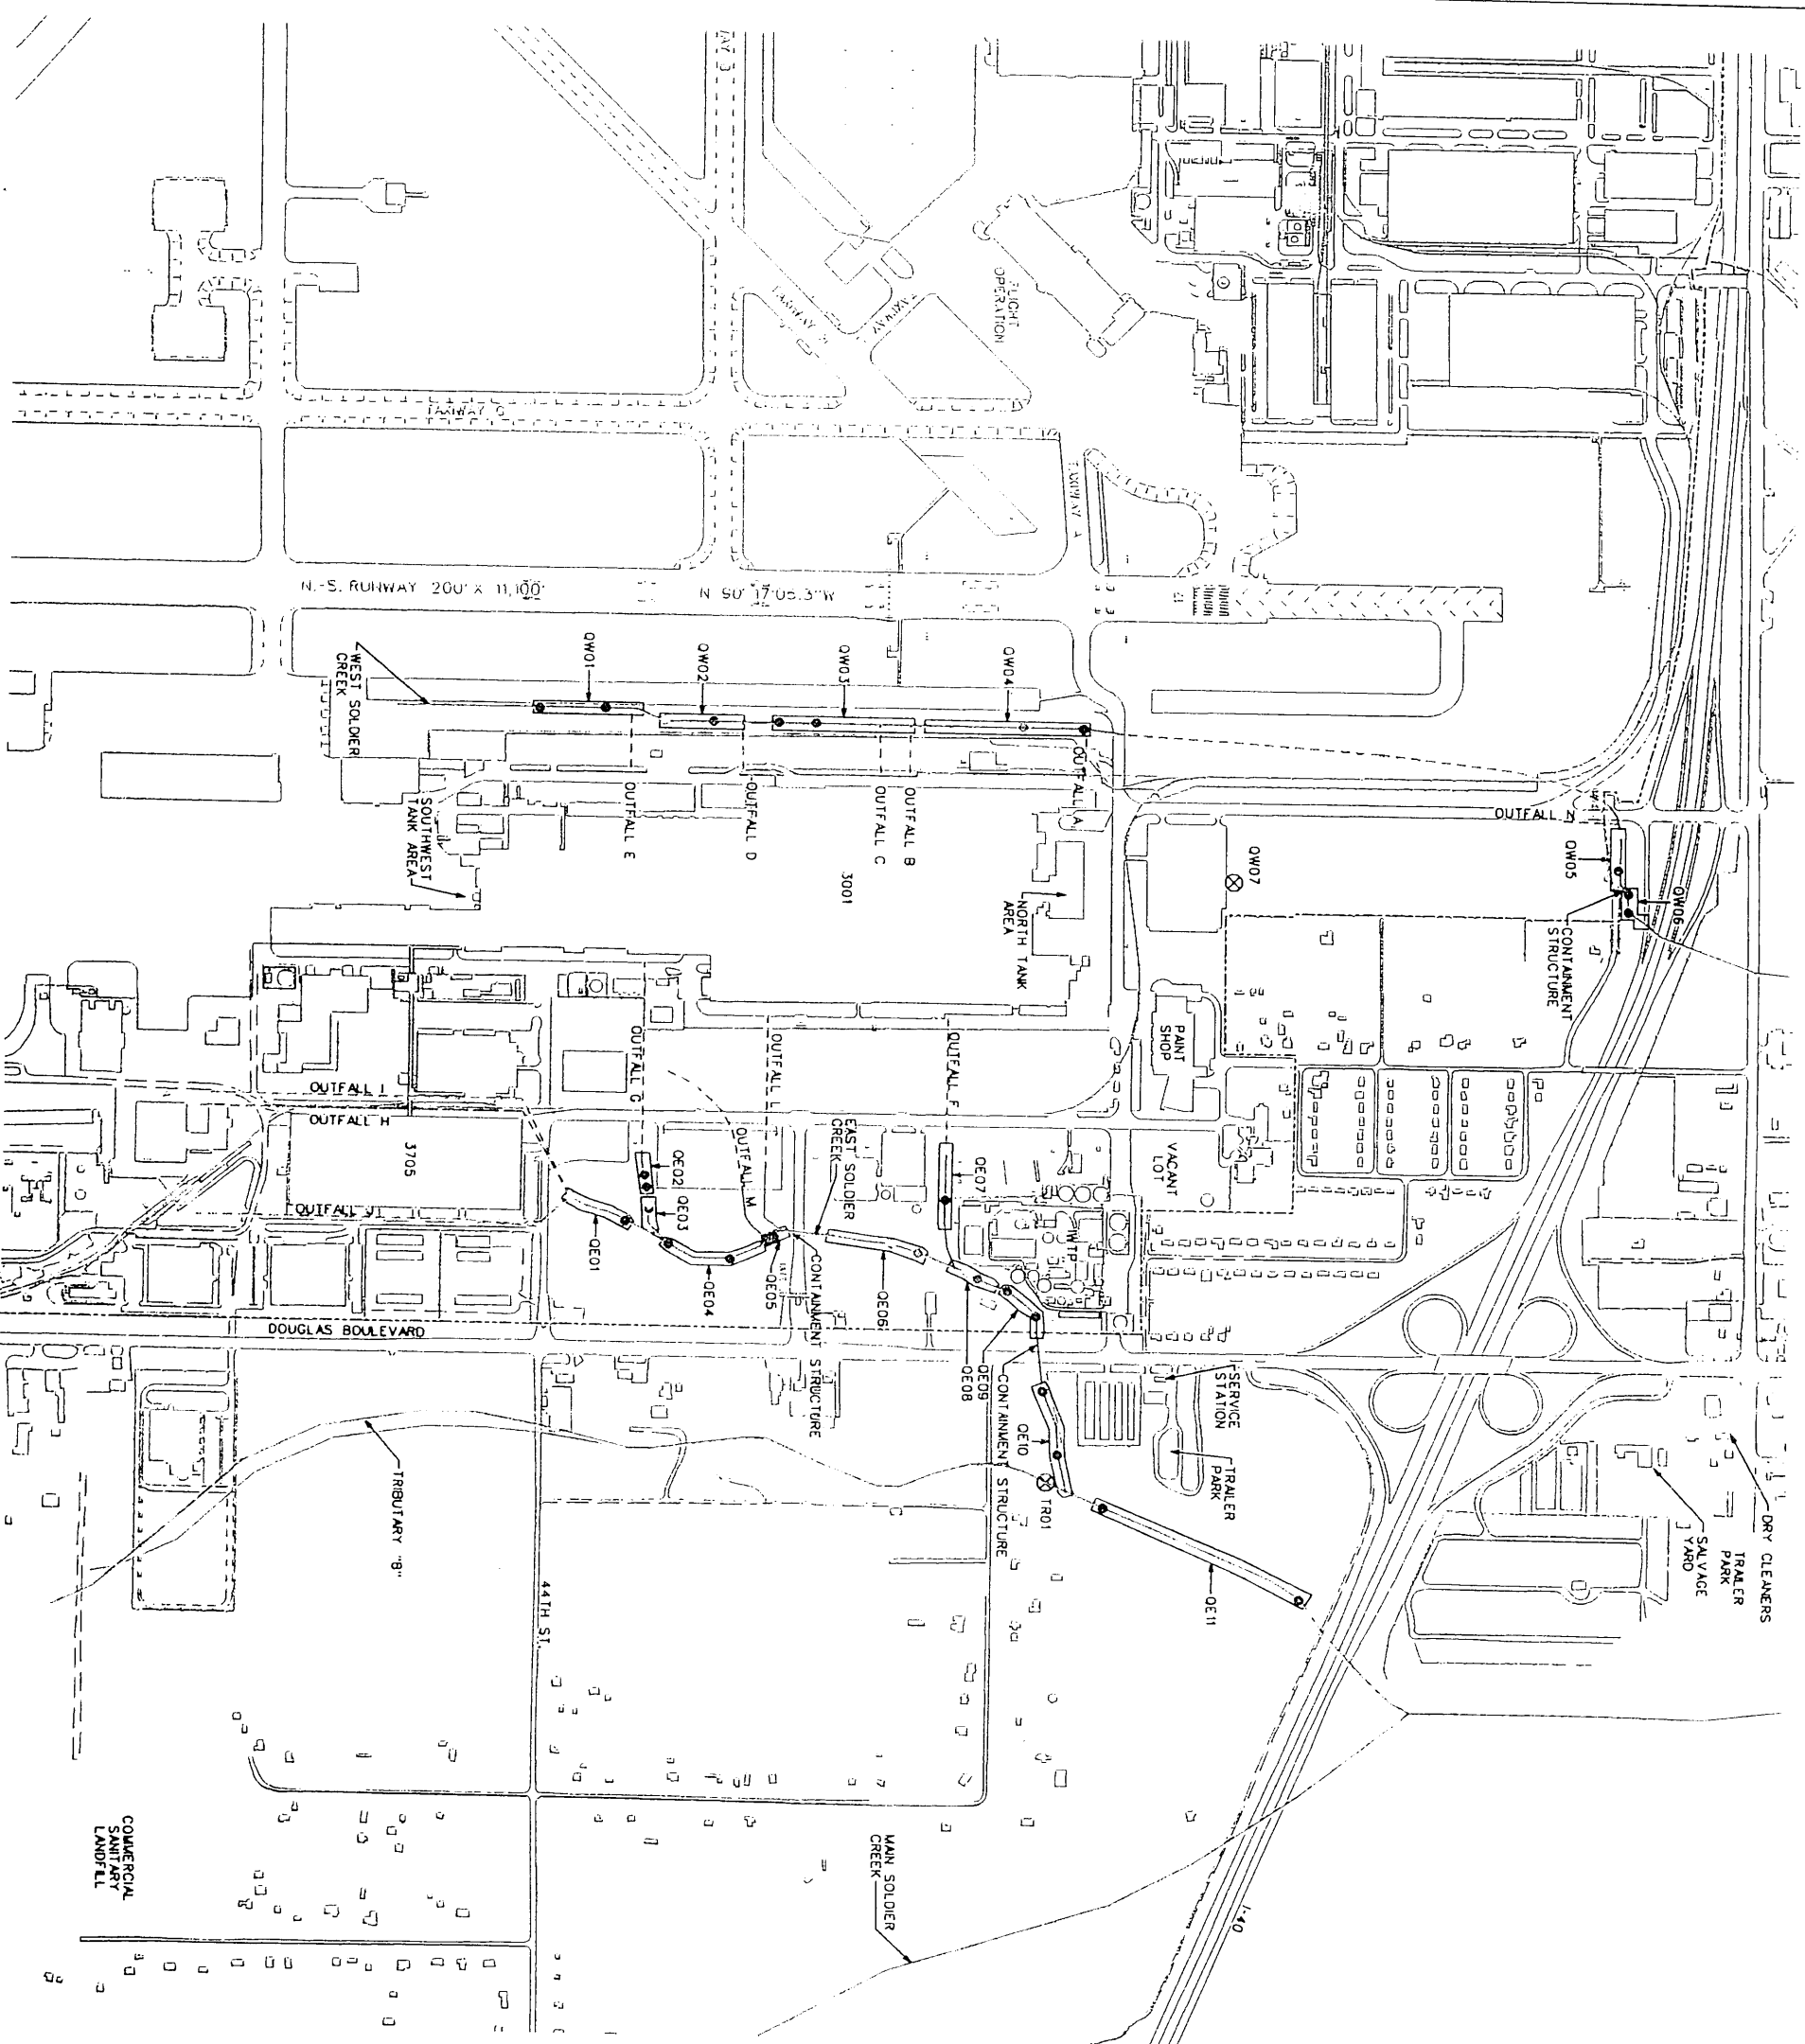 FLIGHT
OPERATION
TAXIWAY
TAXIWAY G
TAXIWAY A
N.-S. RUNWAY 200' X 11,100'
N 90° 17'05.3"W
WEST SOLDIER
CREEK
QW01
QW02
QW03
QW04
OUTFALL A
OUTFALL B
OUTFALL C
OUTFALL D
OUTFALL E
3001
SOUTHWEST
TANK AREA
NORTH TANK
AREA
OUTFALL N
QW05
QW06
QW07
CONTAINMENT
STRUCTURE
PAINT
SHOP
VACANT
LOT
OUTFALL G
OUTFALL L
OUTFALL F
OUTFALL I
OUTFALL H
3705
OUTFALL J
OUTFALL M
EAST SOLDIER
CREEK
IWTP
QE01
QE02
QE03
QE04
QE05
QE06
QE07
QE08
QE09
QE10
QE11
CONTAINMENT STRUCTURE
CONTAINMENT STRUCTURE
DOUGLAS BOULEVARD
SERVICE
STATION
TRAILER
PARK
TR01
TRIBUTARY "B"
44TH ST.
DRY CLEANERS
TRAILER
PARK
SALVAGE
YARD
MAIN SOLDIER
CREEK
I-40
COMMERCIAL
SANITARY
LANDFILL